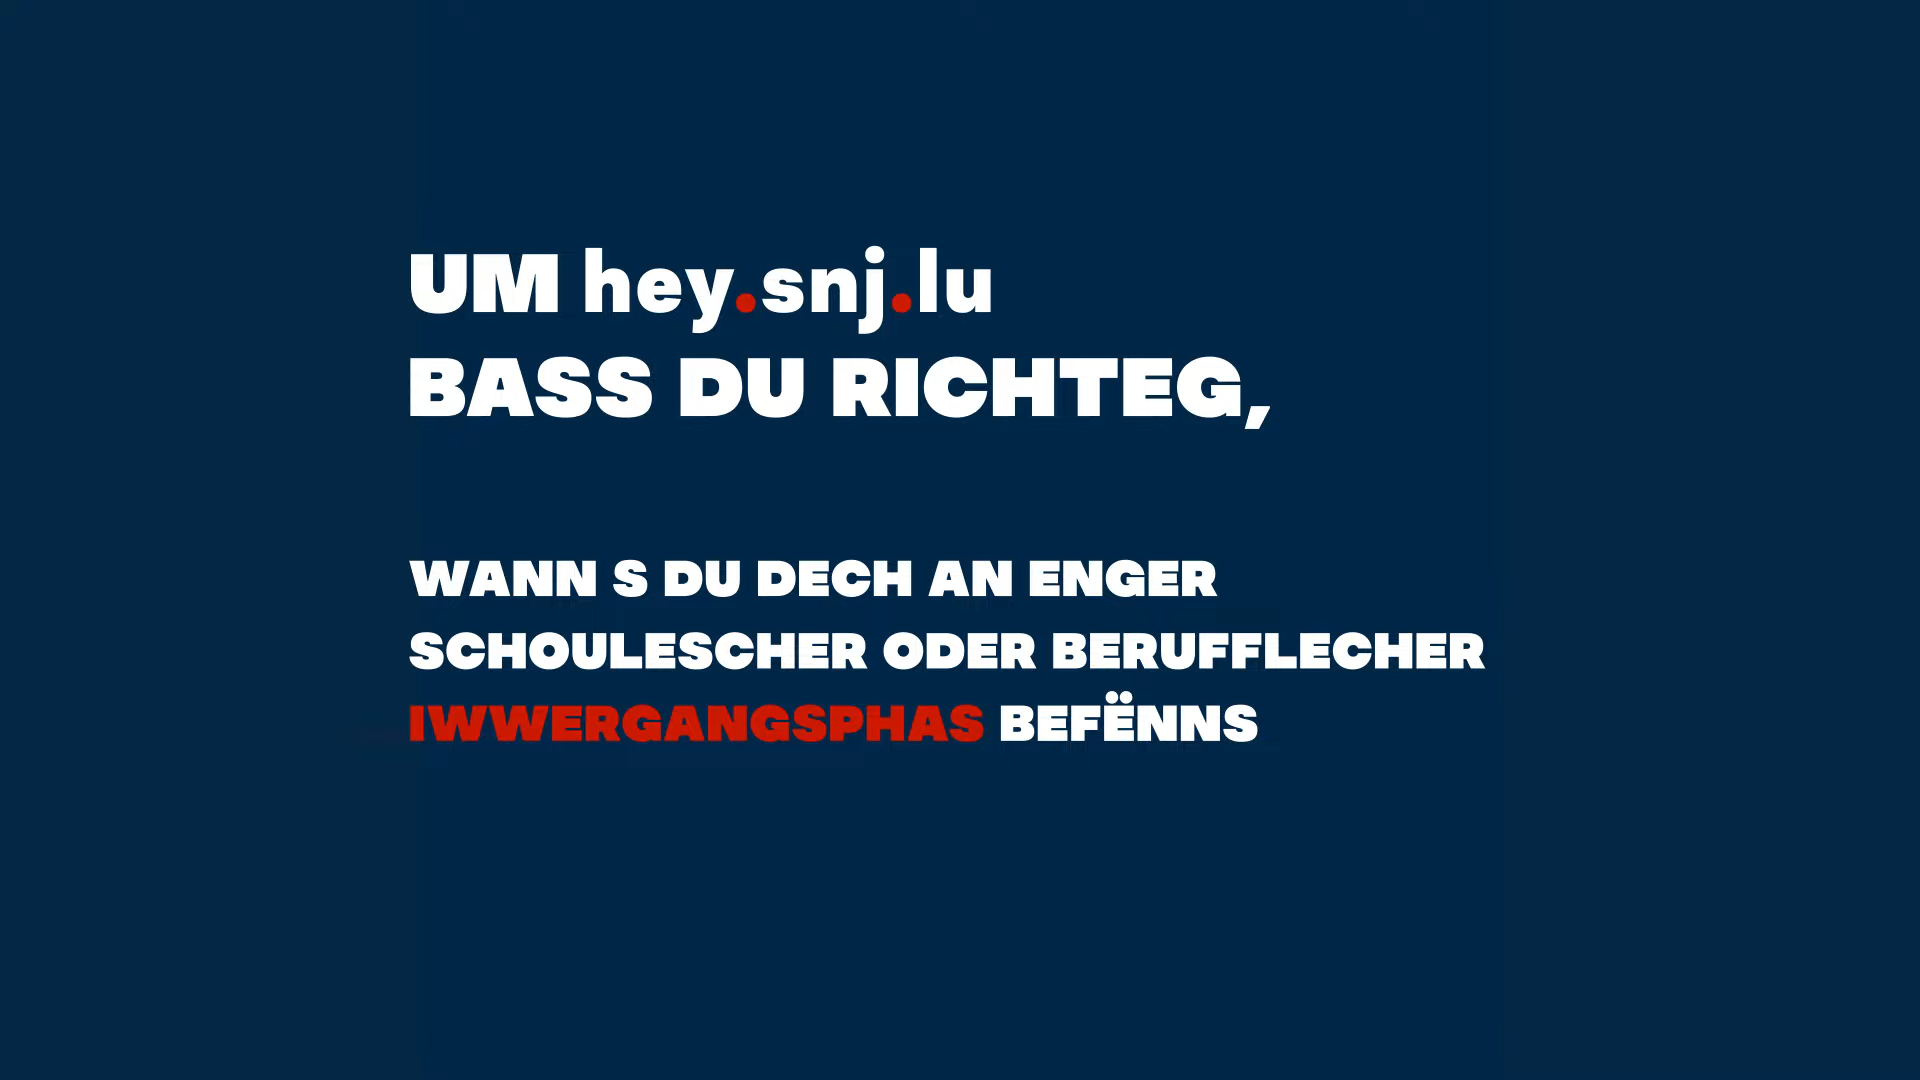 UM hey.snj.lu
BASS DU RICHTEG,
WANN S DU DECH AN ENGER
SCHOULESCHER ODER BERUFFLECHER
IWWERGANGSPHAS BEFËNNS